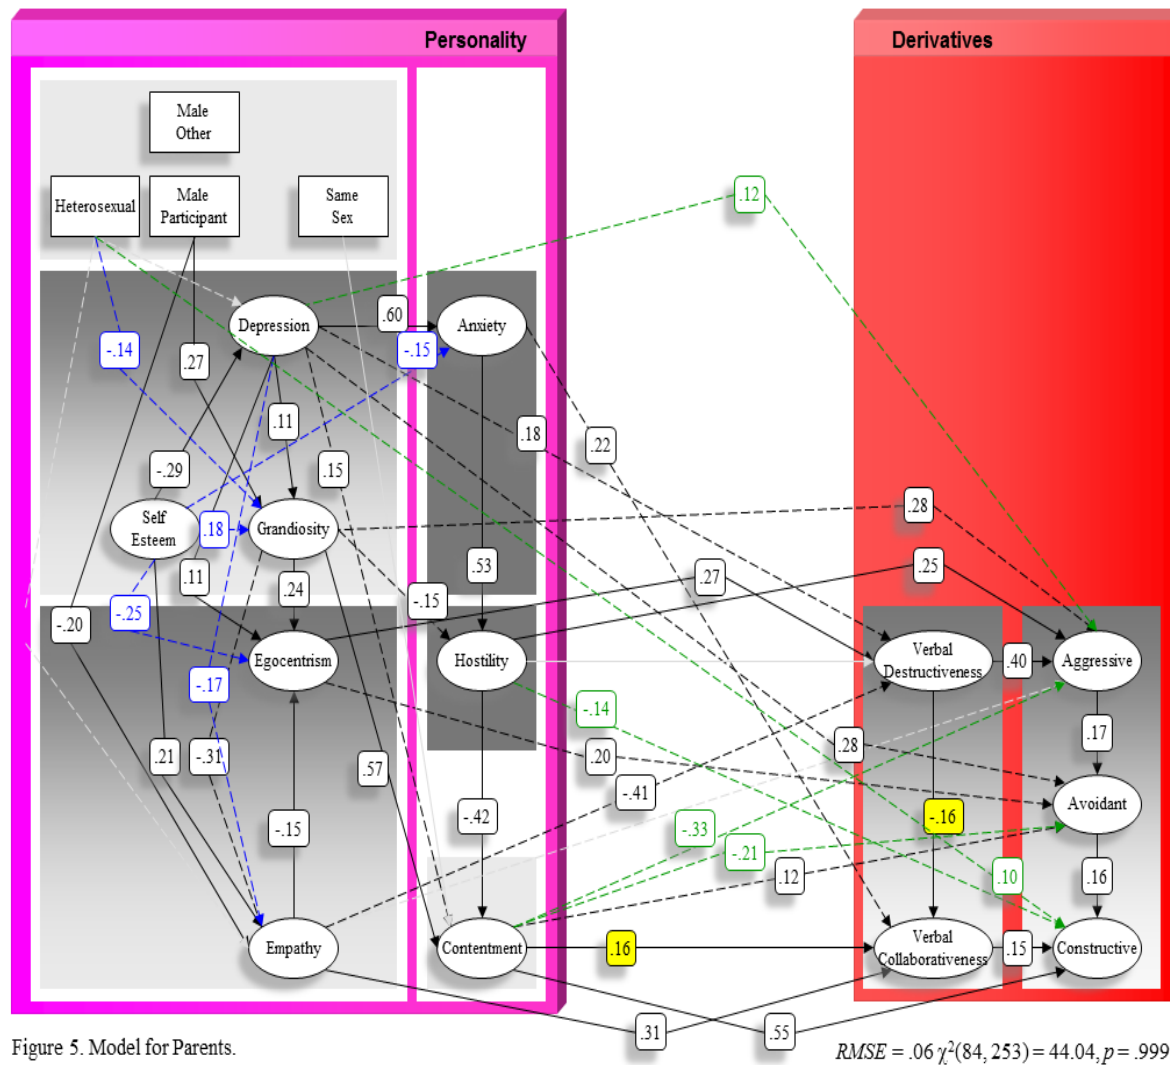 Personality
Derivatives
Male
Other
Heterosexual
Male
Participant
Same
Sex
.12
Depression
.60
Anxiety
-.14
.27
-.15
.11
.18
.22
-.29
.15
Self
Esteem
.18
Grandiosity
.28
.11
.24
.53
.27
.25
-.25
-.15
-.20
Egocentrism
Hostility
Verbal
Destructiveness
.40
Aggressive
-.17
-.14
.21
-.31
.57
.20
.28
.17
-.41
Avoidant
-.15
-.42
-.33
-.16
-.21
.12
.10
.16
Empathy
Contentment
.16
Verbal
Collaborativeness
.15
Constructive
.31
.55
Figure 5. Model for Parents.
RMSE = .06 χ²(84, 253) = 44.04, p = .999